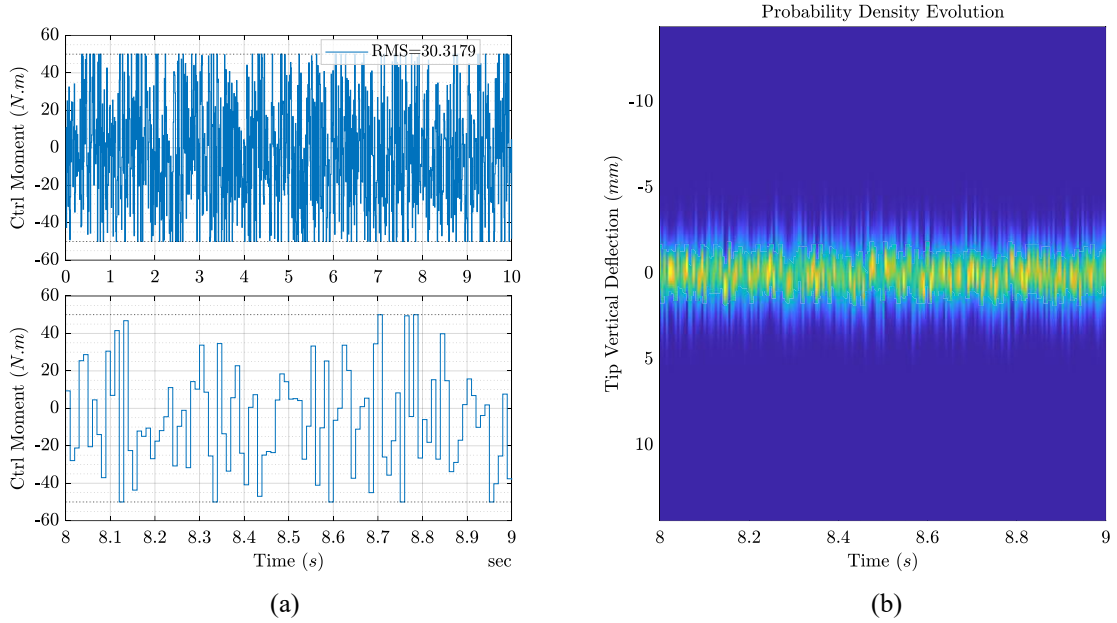 60
40
20
0
-20
-40
-60
Ctrl Moment (N.m)
RMS=30.3179
0 1 2 3 4 5 6 7 8 9 10
60
40
20
0
-20
-40
-60
Ctrl Moment (N.m)
8 8.1 8.2 8.3 8.4 8.5 8.6 8.7 8.8 8.9 9
Time (s)
sec
(a)
Probability Density Evolution
-10
-5
0
5
10
Tip Vertical Deflection (mm)
8 8.2 8.4 8.6 8.8 9
Time (s)
(b)